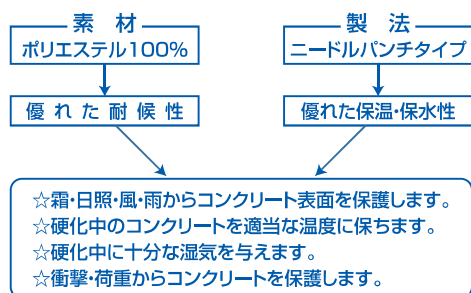 素材
ポリエステル100%
優れた耐候性
製法
ニードルパンチタイプ
優れた保温・保水性
☆霜・日照・風・雨からコンクリート表面を保護します。
☆硬化中のコンクリートを適当な温度に保ちます。
☆硬化中に十分な湿気を与えます。
☆衝撃・荷重からコンクリートを保護します。